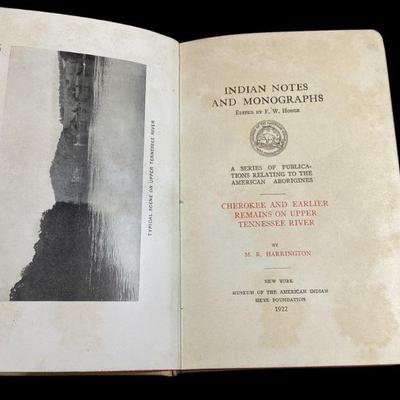 TYPICAL SCENE ON UPPER TENNESSEE RIVER
INDIAN NOTES
AND MONOGRAPHS
EDITED BY F. W. HODGE
A SERIES OF PUBLICA-
TIONS RELATING TO THE
AMERICAN ABORIGINES
CHEROKEE AND EARLIER
REMAINS ON UPPER
TENNESSEE RIVER
BY
M. R. HARRINGTON
NEW YORK
MUSEUM OF THE AMERICAN INDIAN
HEYE FOUNDATION
1922